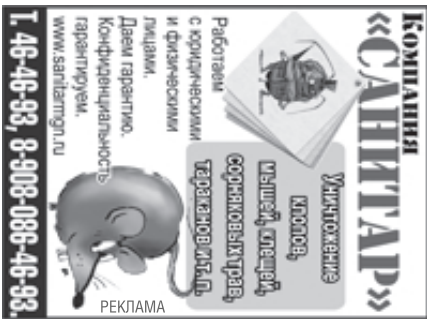 Компания
«САНИТАР»
Уничтожение
клопов,
мышей, клещей,
сорняковых трав,
тараканов и т. п.
Работаем
с юридическими
и физическими
лицами.
Даем гарантию.
Конфиденциальность
гарантируем.
www.sanitarmgn.ru
Т. 46-46-93, 8-908-086-46-93.
РЕКЛАМА